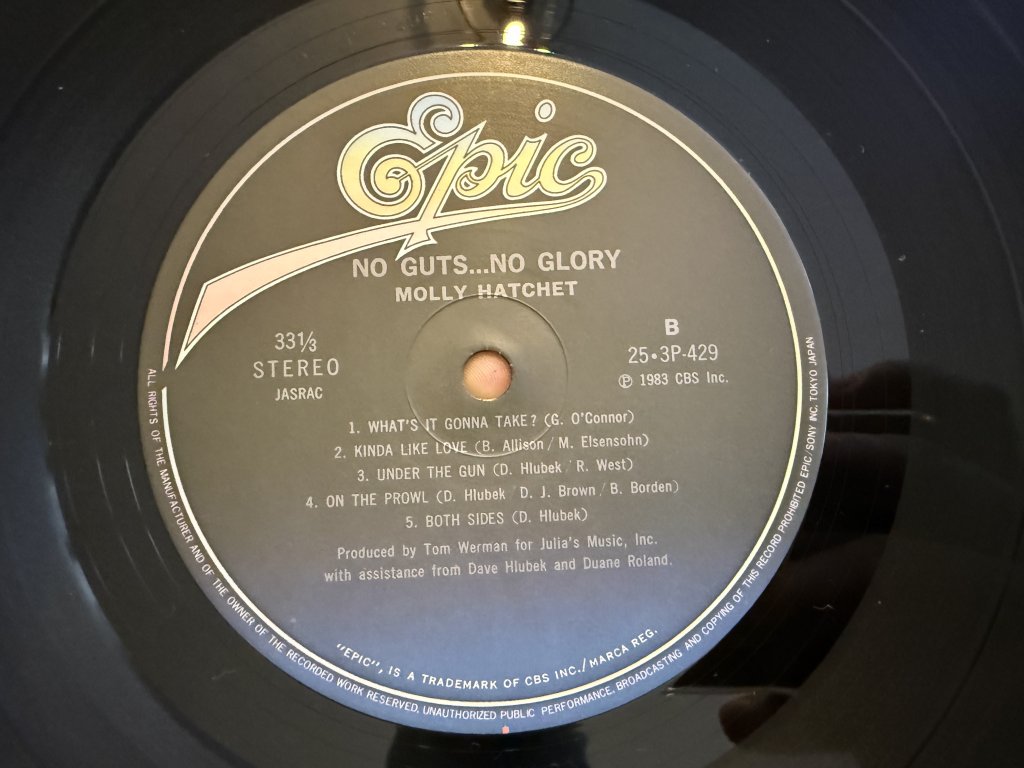 Epic
NO GUTS...NO GLORY
MOLLY HATCHET
33⅓
STEREO
JASRAC
B
25•3P-429
Ⓟ 1983 CBS Inc.
1. WHAT'S IT GONNA TAKE? (G. O'Connor)
2. KINDA LIKE LOVE (B. Allison / M. Elsensohn)
3. UNDER THE GUN (D. Hlubek / R. West)
4. ON THE PROWL (D. Hlubek / D. J. Brown / B. Borden)
5. BOTH SIDES (D. Hlubek)
Produced by Tom Werman for Julia's Music, Inc.
with assistance from Dave Hlubek and Duane Roland.
"EPIC", IS A TRADEMARK OF CBS INC./MARCA REG.
ALL RIGHTS OF THE MANUFACTURER AND OF THE OWNER OF THE RECORDED WORK RESERVED. UNAUTHORIZED PUBLIC PERFORMANCE, BROADCASTING AND COPYING OF THIS RECORD PROHIBITED EPIC/SONY INC. TOKYO JAPAN